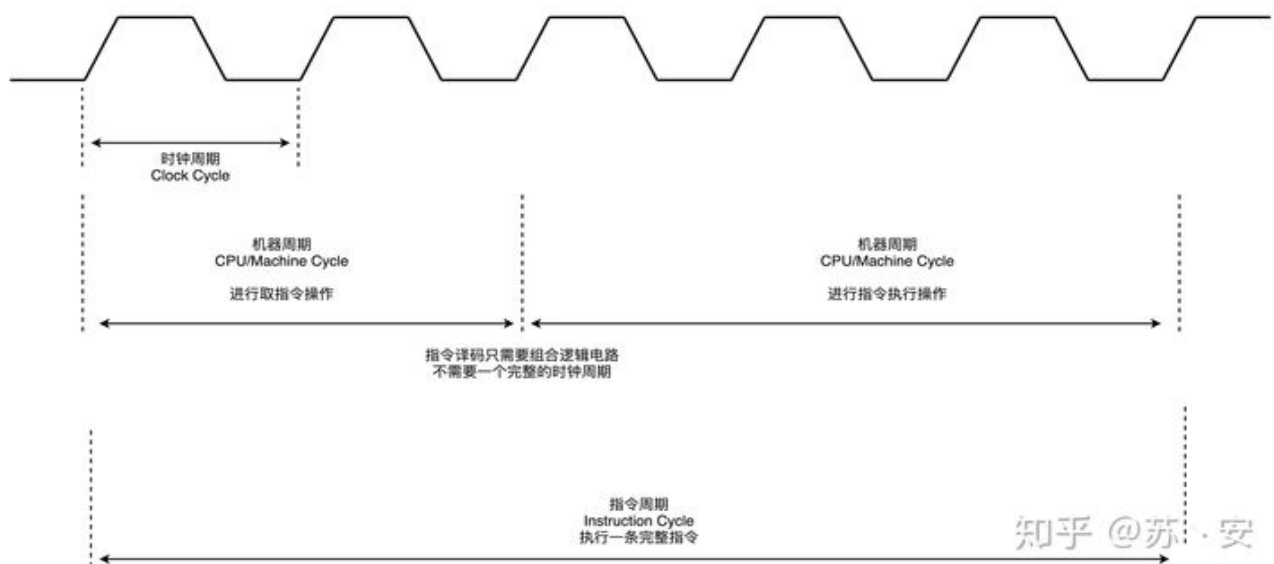 时钟周期
Clock Cycle
机器周期
CPU/Machine Cycle
进行取指令操作
机器周期
CPU/Machine Cycle
进行指令执行操作
指令译码只需要组合逻辑电路
不需要一个完整的时钟周期
指令周期
Instruction Cycle
执行一条完整指令
知乎 @苏丶安